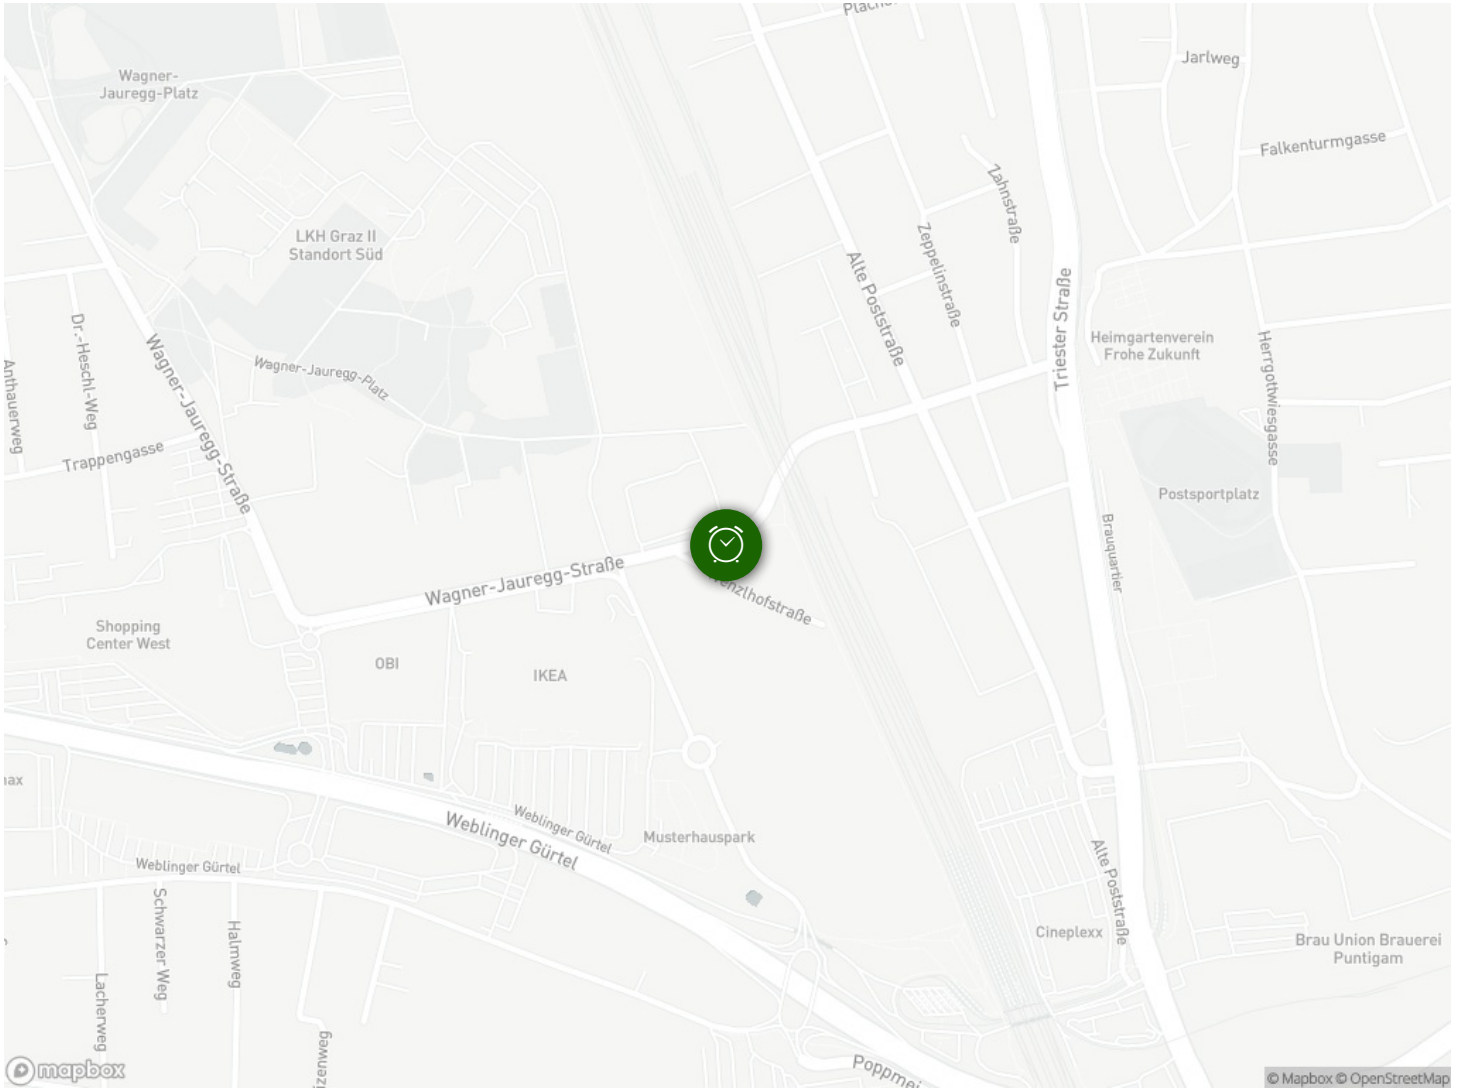 Jarlweg
Wagner-
Jauregg-Platz
Falkenturmgasse
Zahnstraße
LKH Graz II
Standort Süd
Zeppelinstraße
Alte Poststraße
Triester Straße
Heimgartenverein
Frohe Zukunft
Dr.-Heschl-Weg
Wagner-Jauregg-Straße
Wagner-Jauregg-Platz
Anthauerweg
Herrgottwiesgasse
Trappengasse
Postsportplatz
Brauquartier
Wagner-Jauregg-Straße
Shopping
Center West
OBI
IKEA
Weblinger Gürtel
Weblinger Gürtel
Musterhauspark
Weblinger Gürtel
Alte Poststraße
Schwarzer Weg
Halmweg
Cineplexx
Brau Union Brauerei
Puntigam
Lacherweg
mapbox
© Mapbox © OpenStreetMap